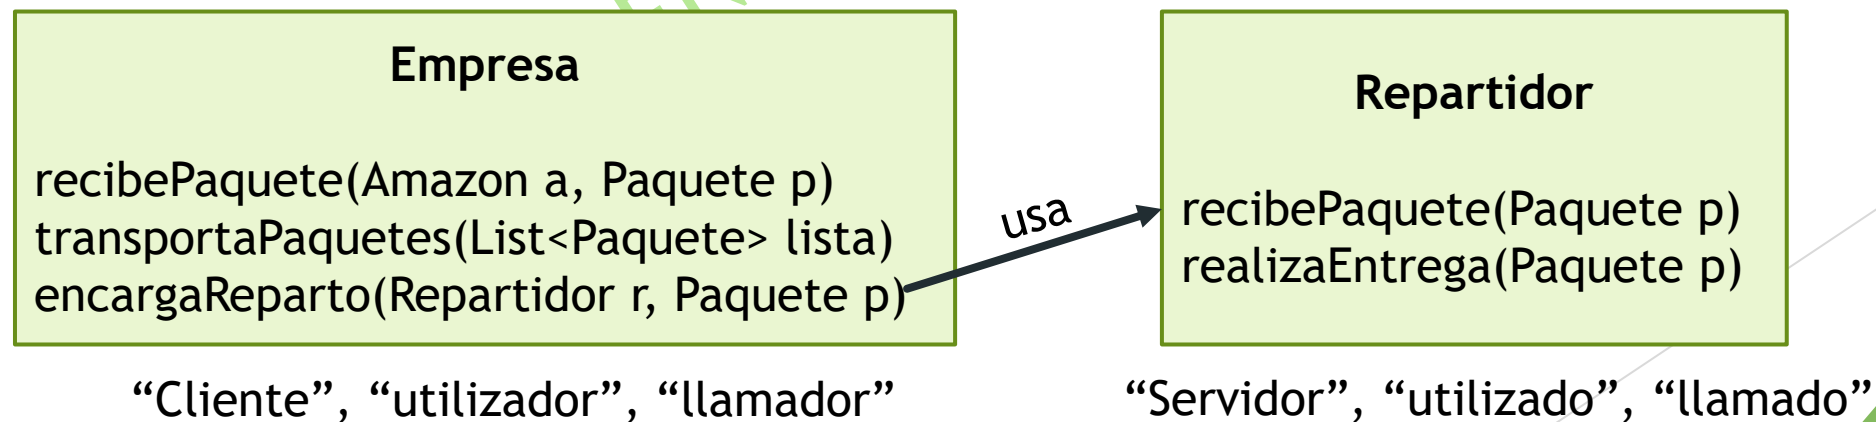 Empresa
recibePaquete(Amazon a, Paquete p)
transportaPaquetes(List<Paquete> lista)
encargaReparto(Repartidor r, Paquete p)
usa
Repartidor
recibePaquete(Paquete p)
realizaEntrega(Paquete p)
“Cliente”, “utilizador”, “llamador”
“Servidor”, “utilizado”, “llamado”